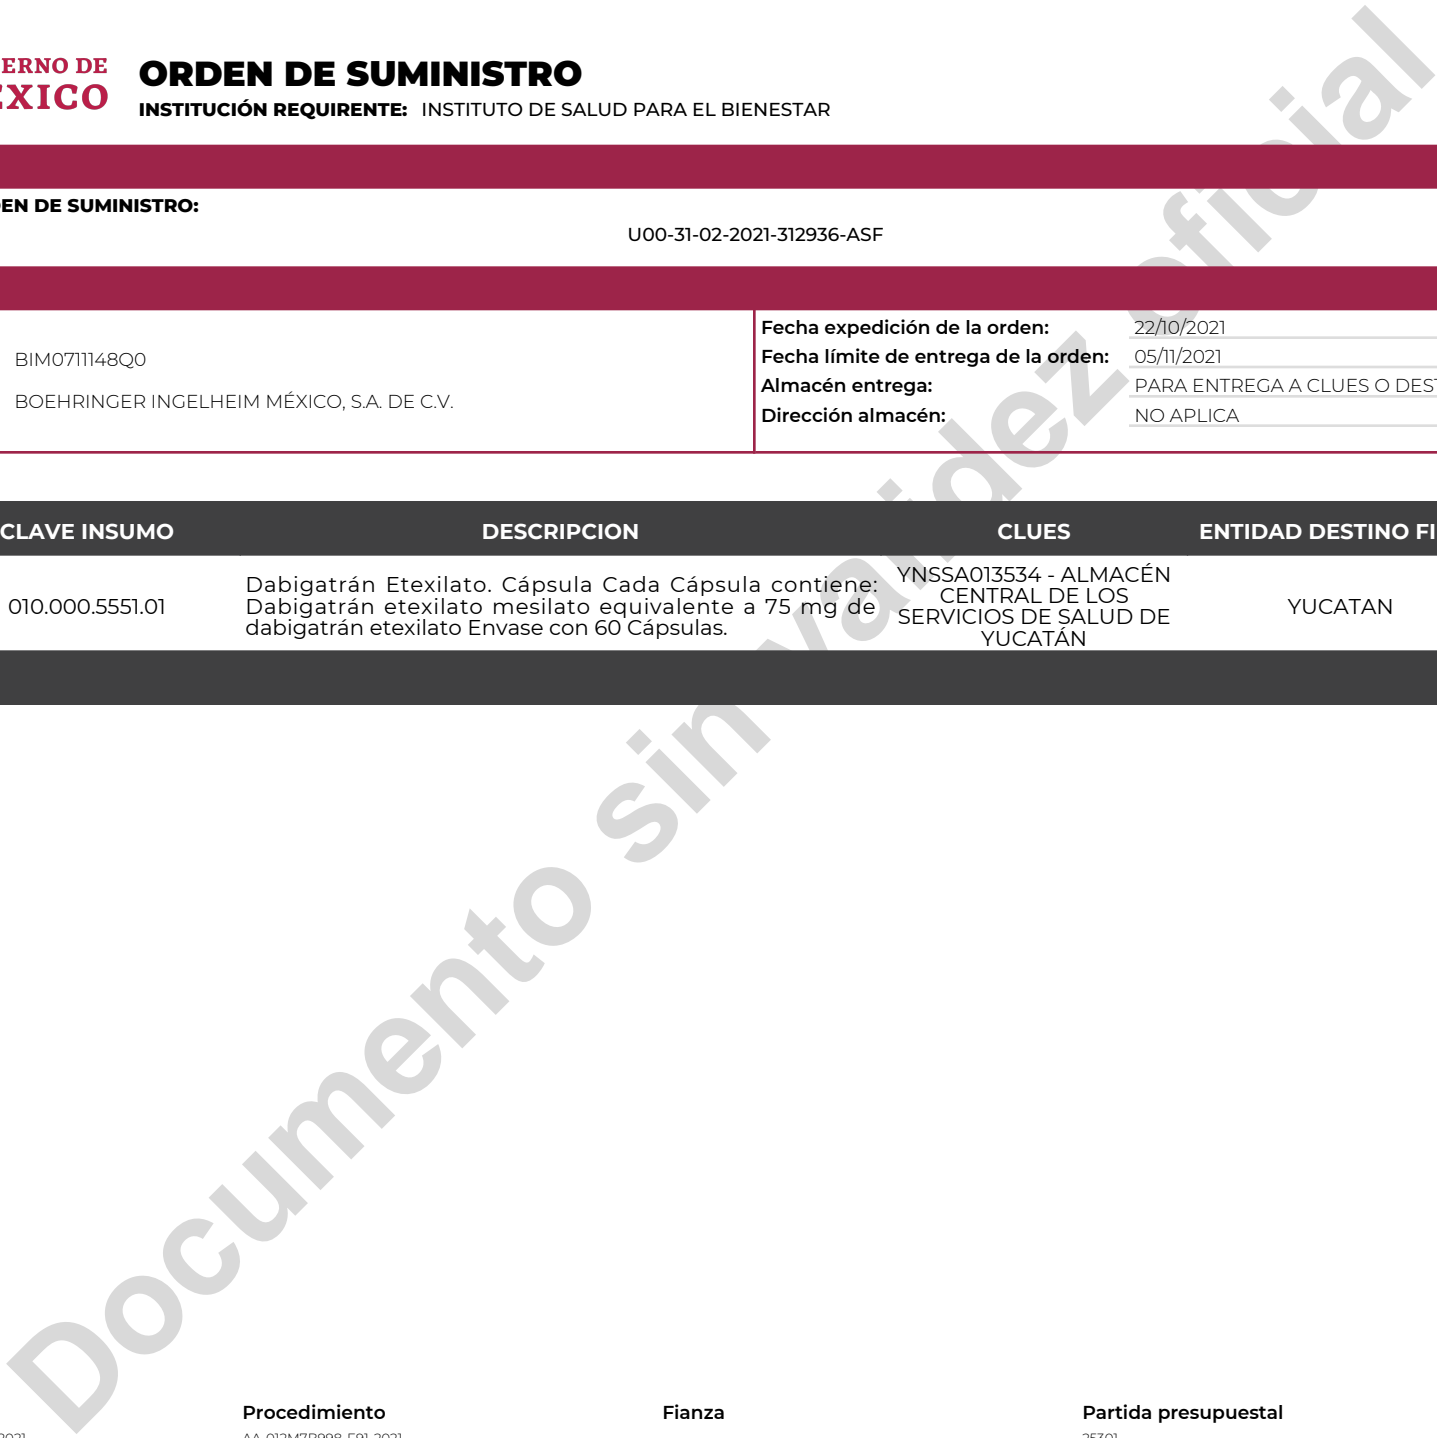 ERNO DE
ÉXICO
ORDEN DE SUMINISTRO
INSTITUCIÓN REQUIRENTE: INSTITUTO DE SALUD PARA EL BIENESTAR
EN DE SUMINISTRO:
U00-31-02-2021-312936-ASF
BIM0711148Q0
BOEHRINGER INGELHEIM MÉXICO, S.A. DE C.V.
Fecha expedición de la orden: 22/10/2021
Fecha límite de entrega de la orden: 05/11/2021
Almacén entrega: PARA ENTREGA A CLUES O DEST
Dirección almacén: NO APLICA
CLAVE INSUMO DESCRIPCION CLUES ENTIDAD DESTINO FI
010.000.5551.01
Dabigatrán Etexilato. Cápsula Cada Cápsula contiene:
Dabigatrán etexilato mesilato equivalente a 75 mg de
dabigatrán etexilato Envase con 60 Cápsulas.
YNSSA013534 - ALMACÉN
CENTRAL DE LOS
SERVICIOS DE SALUD DE
YUCATÁN
YUCATAN
Documento sin validez oficial
Procedimiento Fianza Partida presupuestal